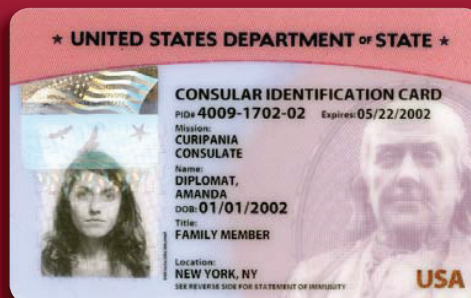 ★ UNITED STATES DEPARTMENT OF STATE ★
CONSULAR IDENTIFICATION CARD
PID# 4009-1702-02 Expires: 05/22/2002
Mission:
CURIPANIA
CONSULATE
Name:
DIPLOMAT,
AMANDA
DOB: 01/01/2002
Title:
FAMILY MEMBER
Location:
NEW YORK, NY
SEE REVERSE SIDE FOR STATEMENT OF IMMUNITY
USA